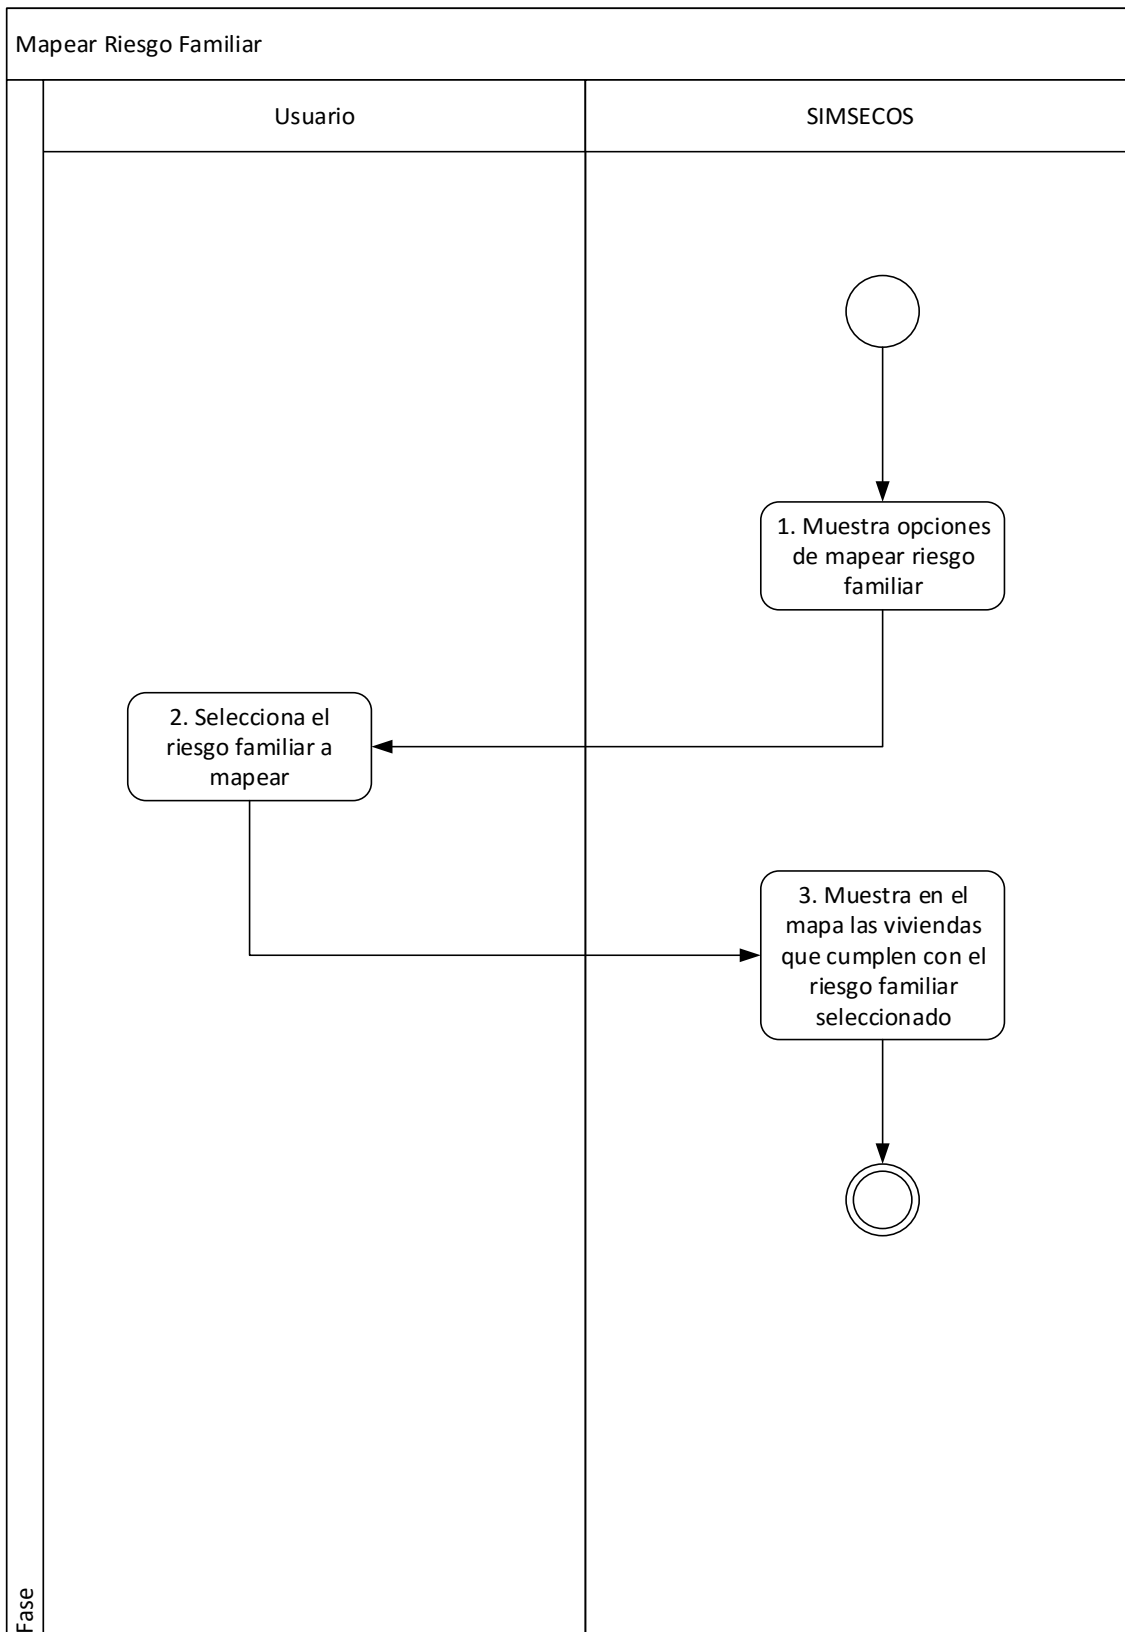 Mapear Riesgo Familiar
Usuario
SIMSECOS
1. Muestra opciones
de mapear riesgo
familiar
2. Selecciona el
riesgo familiar a
mapear
3. Muestra en el
mapa las viviendas
que cumplen con el
riesgo familiar
seleccionado
Fase